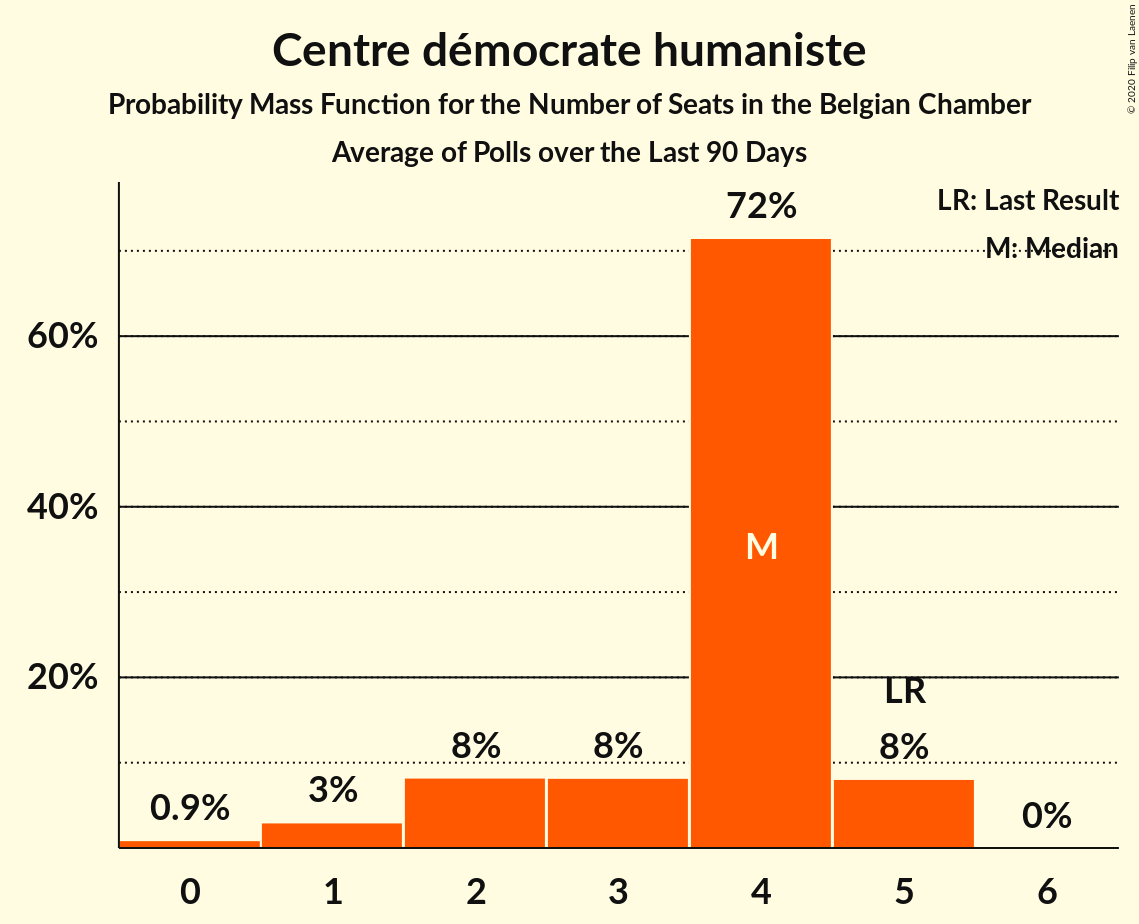 Centre démocrate humaniste
Probability Mass Function for the Number of Seats in the Belgian Chamber
Average of Polls over the Last 90 Days
© 2020 Filip van Laenen
LR: Last Result
M: Median
72%
60%
40%
M
20%
LR
8%
8%
8%
3%
0.9%
0%
0 1 2 3 4 5 6